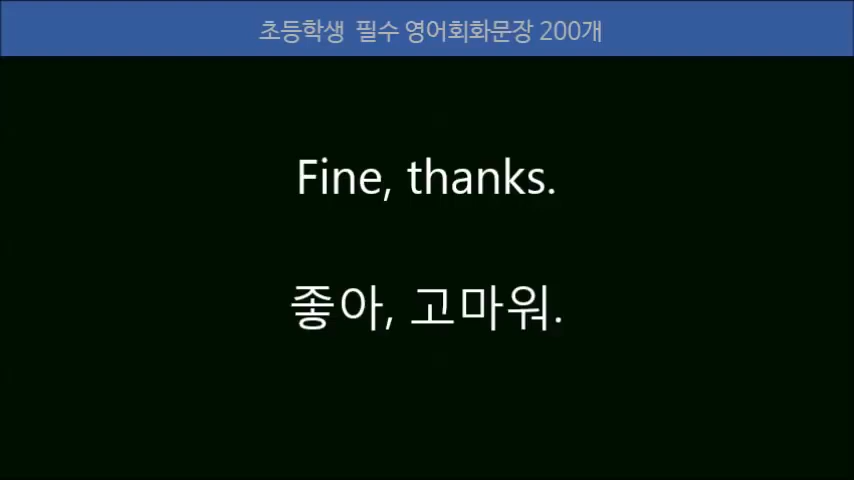 초등학생 필수 영어회화문장 200개
Fine, thanks.
좋아, 고마워.